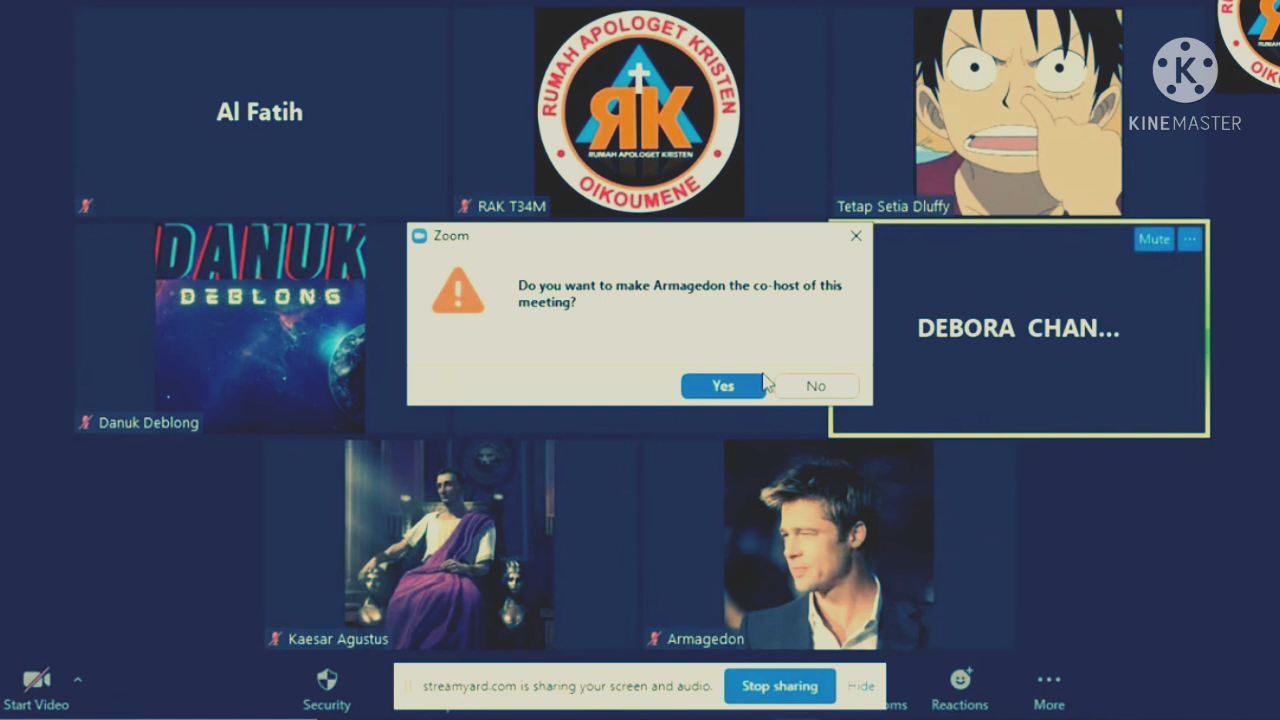 Al Fatih
RUMAH APOLOGET KRISTEN
RK
RUMAH APOLOGET KRISTEN
OIKOUMENE
RAK T34M
Tetap Setia Dluffy
K
KINEMASTER
DANUK
DEBLONG
Danuk Deblong
Zoom
Do you want to make Armagedon the co-host of this
meeting?
Yes
No
Mute
...
DEBORA CHAN...
Kaesar Agustus
Armagedon
Start Video
Security
streamyard.com is sharing your screen and audio.
Stop sharing
Hide
Reactions
More